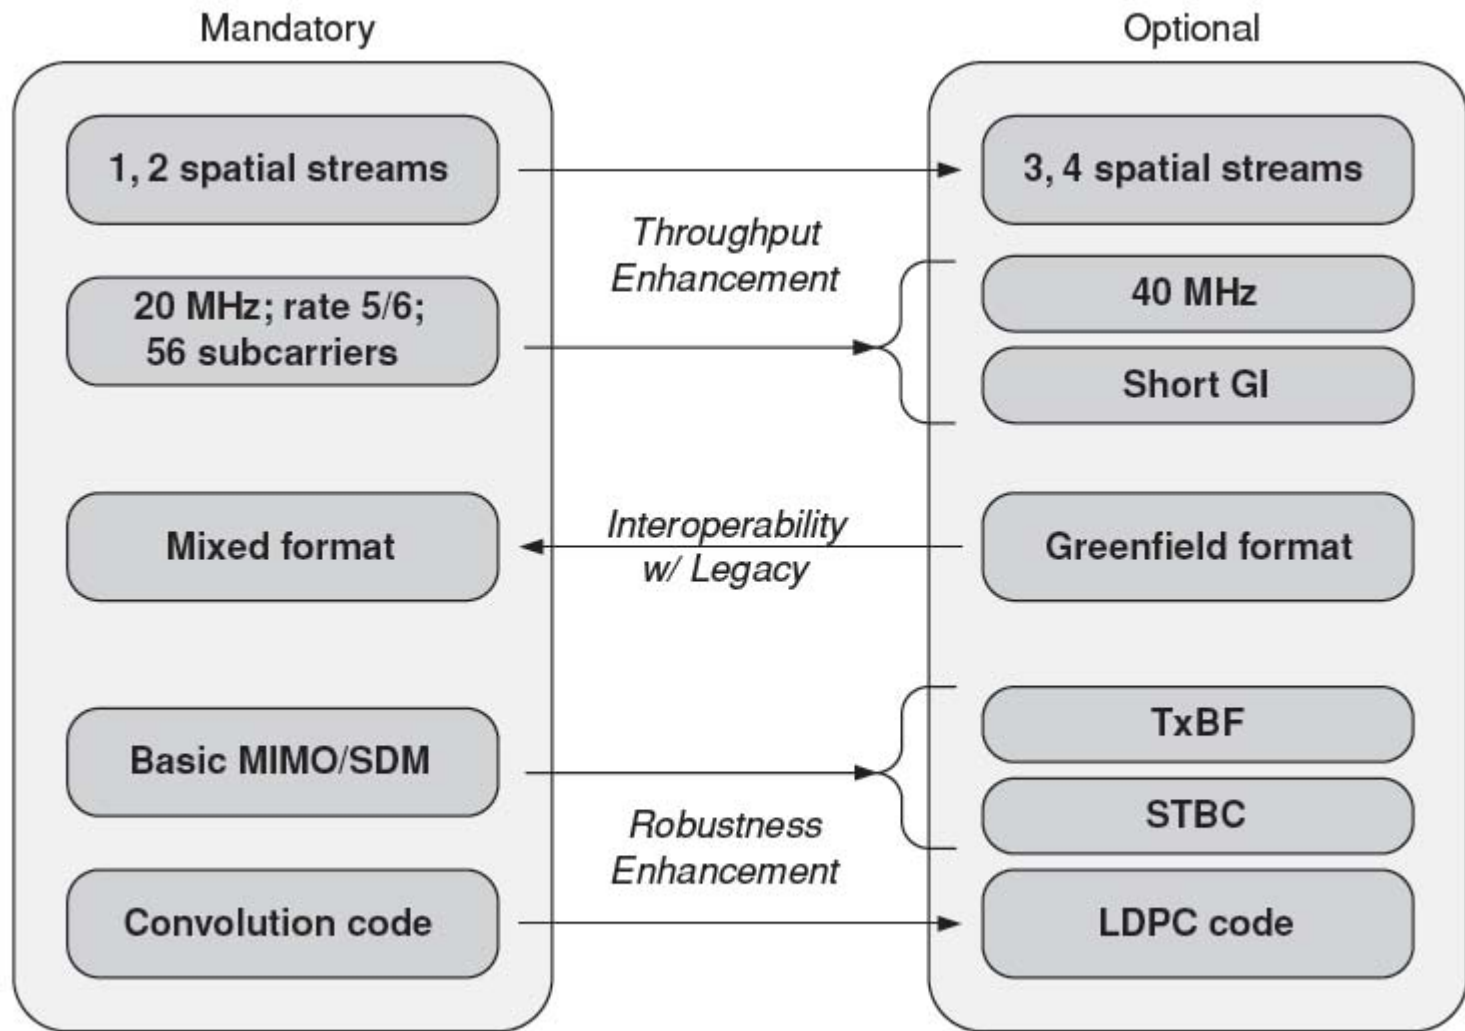 Mandatory
Optional
1, 2 spatial streams
3, 4 spatial streams
Throughput
Enhancement
20 MHz; rate 5/6;
56 subcarriers
40 MHz
Short GI
Mixed format
Interoperability
w/ Legacy
Greenfield format
Basic MIMO/SDM
TxBF
STBC
Robustness
Enhancement
Convolution code
LDPC code